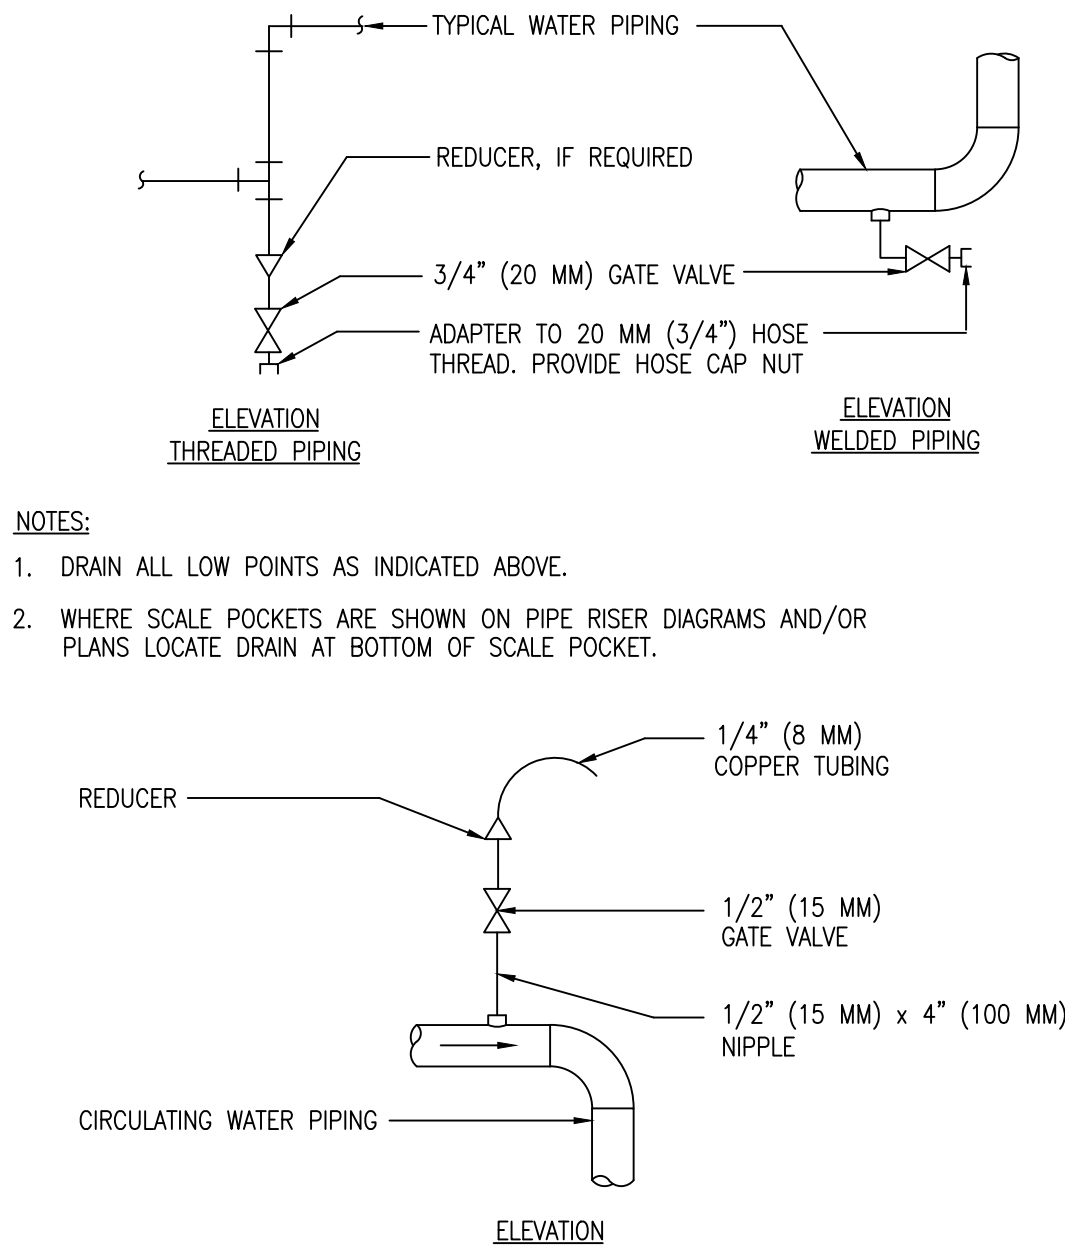 TYPICAL WATER PIPING
REDUCER, IF REQUIRED
3/4” (20 MM) GATE VALVE
ADAPTER TO 20 MM (3/4”) HOSE
THREAD. PROVIDE HOSE CAP NUT
ELEVATION
THREADED PIPING
ELEVATION
WELDED PIPING
NOTES:
1. DRAIN ALL LOW POINTS AS INDICATED ABOVE.
2. WHERE SCALE POCKETS ARE SHOWN ON PIPE RISER DIAGRAMS AND/OR
PLANS LOCATE DRAIN AT BOTTOM OF SCALE POCKET.
1/4” (8 MM)
COPPER TUBING
REDUCER
1/2” (15 MM)
GATE VALVE
1/2” (15 MM) x 4” (100 MM)
NIPPLE
CIRCULATING WATER PIPING
ELEVATION